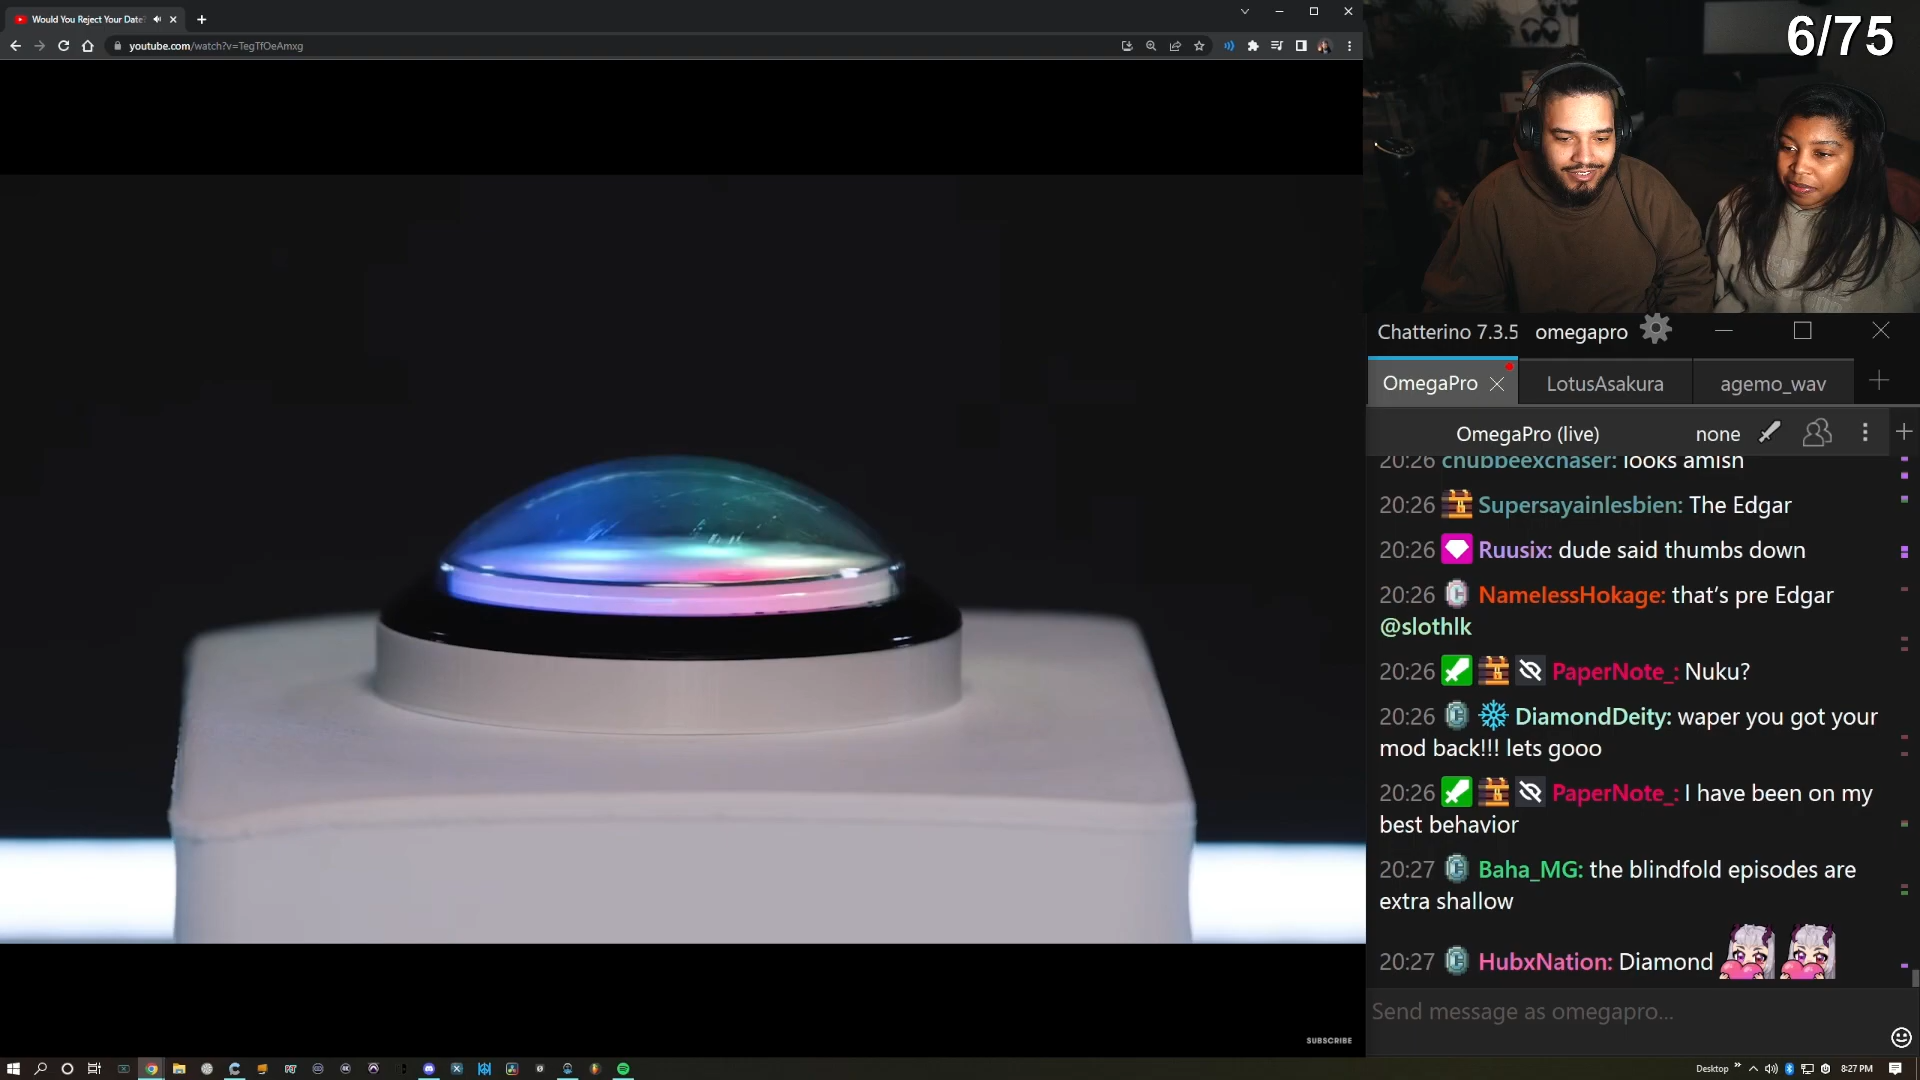 Would You Reject Your Date
6/75
youtube.com/watch?v=TegTfOeAmxg
Chatterino 7.3.5 omegapro
OmegaPro LotusAsakura agemo_wav
OmegaPro (live) none
20:26 chubbeexchaser: looks amish
20:26 Supersayainlesbien: The Edgar
20:26 Ruusix: dude said thumbs down
20:26 NamelessHokage: that's pre Edgar
@slothlk
20:26 PaperNote_: Nuku?
20:26 DiamondDeity: waper you got your
mod back!!! lets gooo
20:26 PaperNote_: I have been on my
best behavior
20:27 Baha_MG: the blindfold episodes are
extra shallow
20:27 HubxNation: Diamond
Send message as omegapro...
SUBSCRIBE
Desktop 8:27 PM